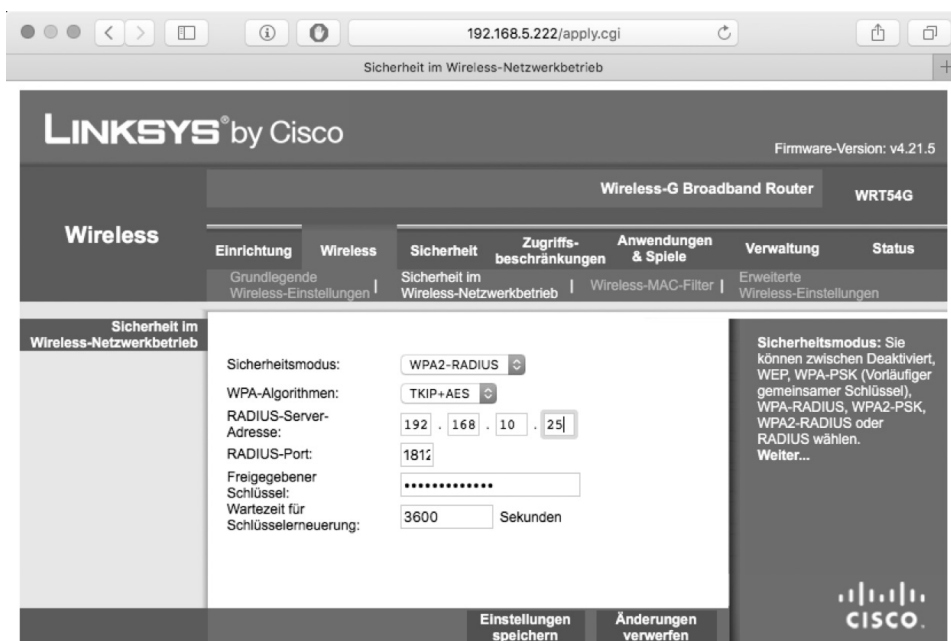 192.168.5.222/apply.cgi
Sicherheit im Wireless-Netzwerkbetrieb
LINKSYS® by Cisco
Firmware-Version: v4.21.5
Wireless-G Broadband Router
WRT54G
Wireless
Einrichtung
Wireless
Sicherheit
Zugriffs-
beschränkungen
Anwendungen
& Spiele
Verwaltung
Status
Grundlegende
Wireless-Einstellungen |
Sicherheit im
Wireless-Netzwerkbetrieb |
Wireless-MAC-Filter |
Erweiterte
Wireless-Einstellungen
Sicherheit im
Wireless-Netzwerkbetrieb
Sicherheitsmodus: WPA2-RADIUS
WPA-Algorithmen: TKIP+AES
RADIUS-Server-
Adresse: 192 . 168 . 10 . 25
RADIUS-Port: 1812
Freigegebener
Schlüssel: •••••••••••••
Wartezeit für
Schlüsselerneuerung: 3600 Sekunden
Sicherheitsmodus: Sie
können zwischen Deaktiviert,
WEP, WPA-PSK (Vorläufiger
gemeinsamer Schlüssel),
WPA-RADIUS, WPA2-PSK,
WPA2-RADIUS oder
RADIUS wählen.
Weiter...
Einstellungen
speichern
Änderungen
verwerfen
CISCO.